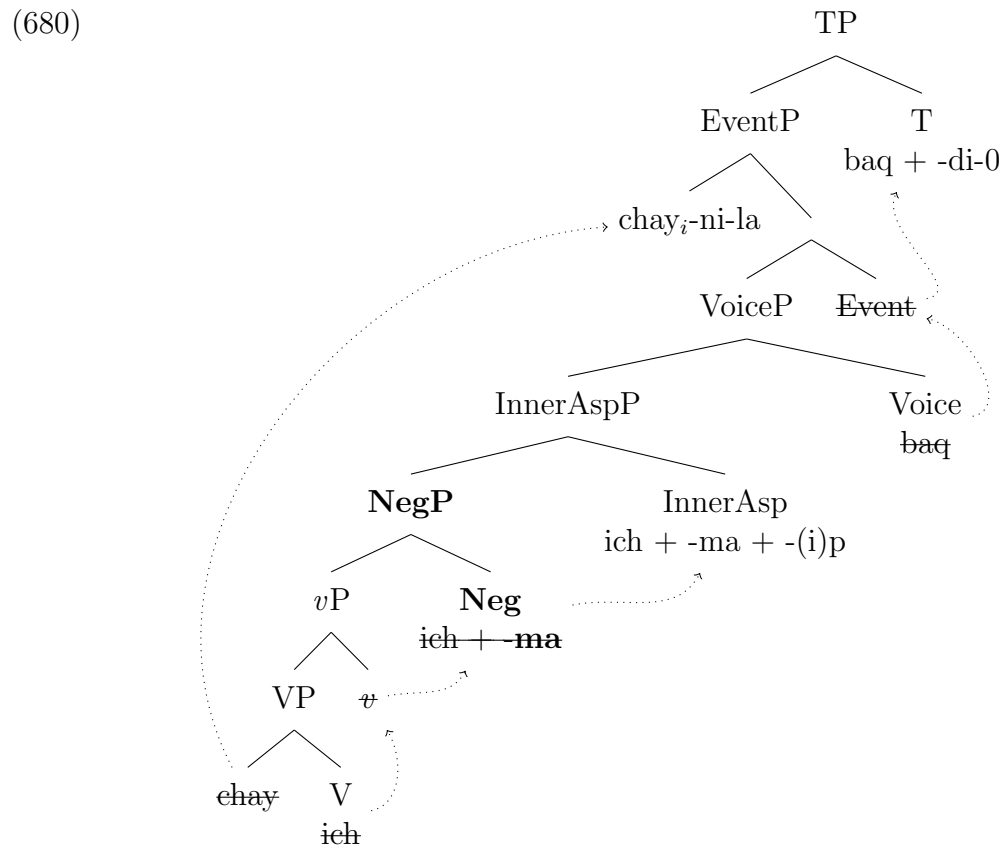 (680)
TP
EventP T
baq + -di-0
chayᵢ-ni-la
VoiceP Event
InnerAspP Voice
baq
NegP InnerAsp
ich + -ma + -(i)p
vP Neg
ich + -ma
VP v
chay V
ich